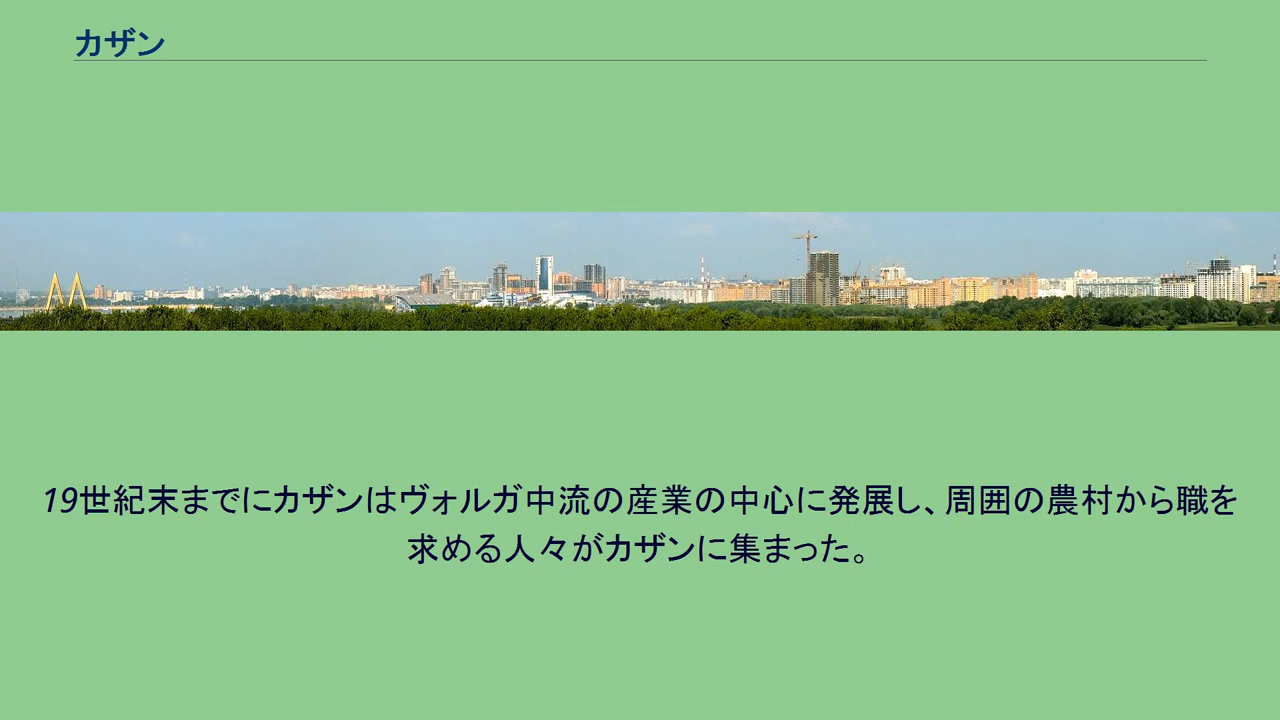 カザン
19世紀末までにカザンはヴォルガ中流の産業の中心に発展し、周囲の農村から職を
求める人々がカザンに集まった。